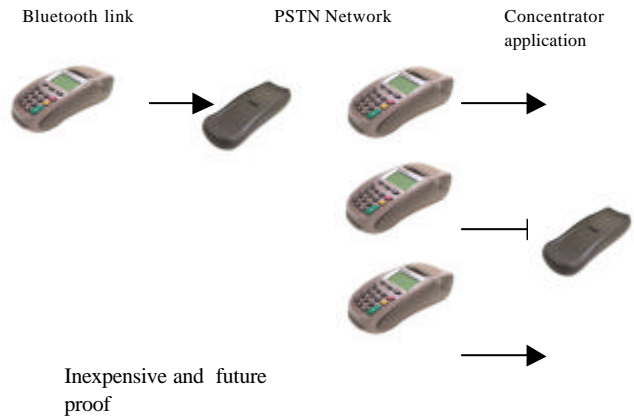 Bluetooth link
PSTN Network
Concentrator
application
Inexpensive and future
proof